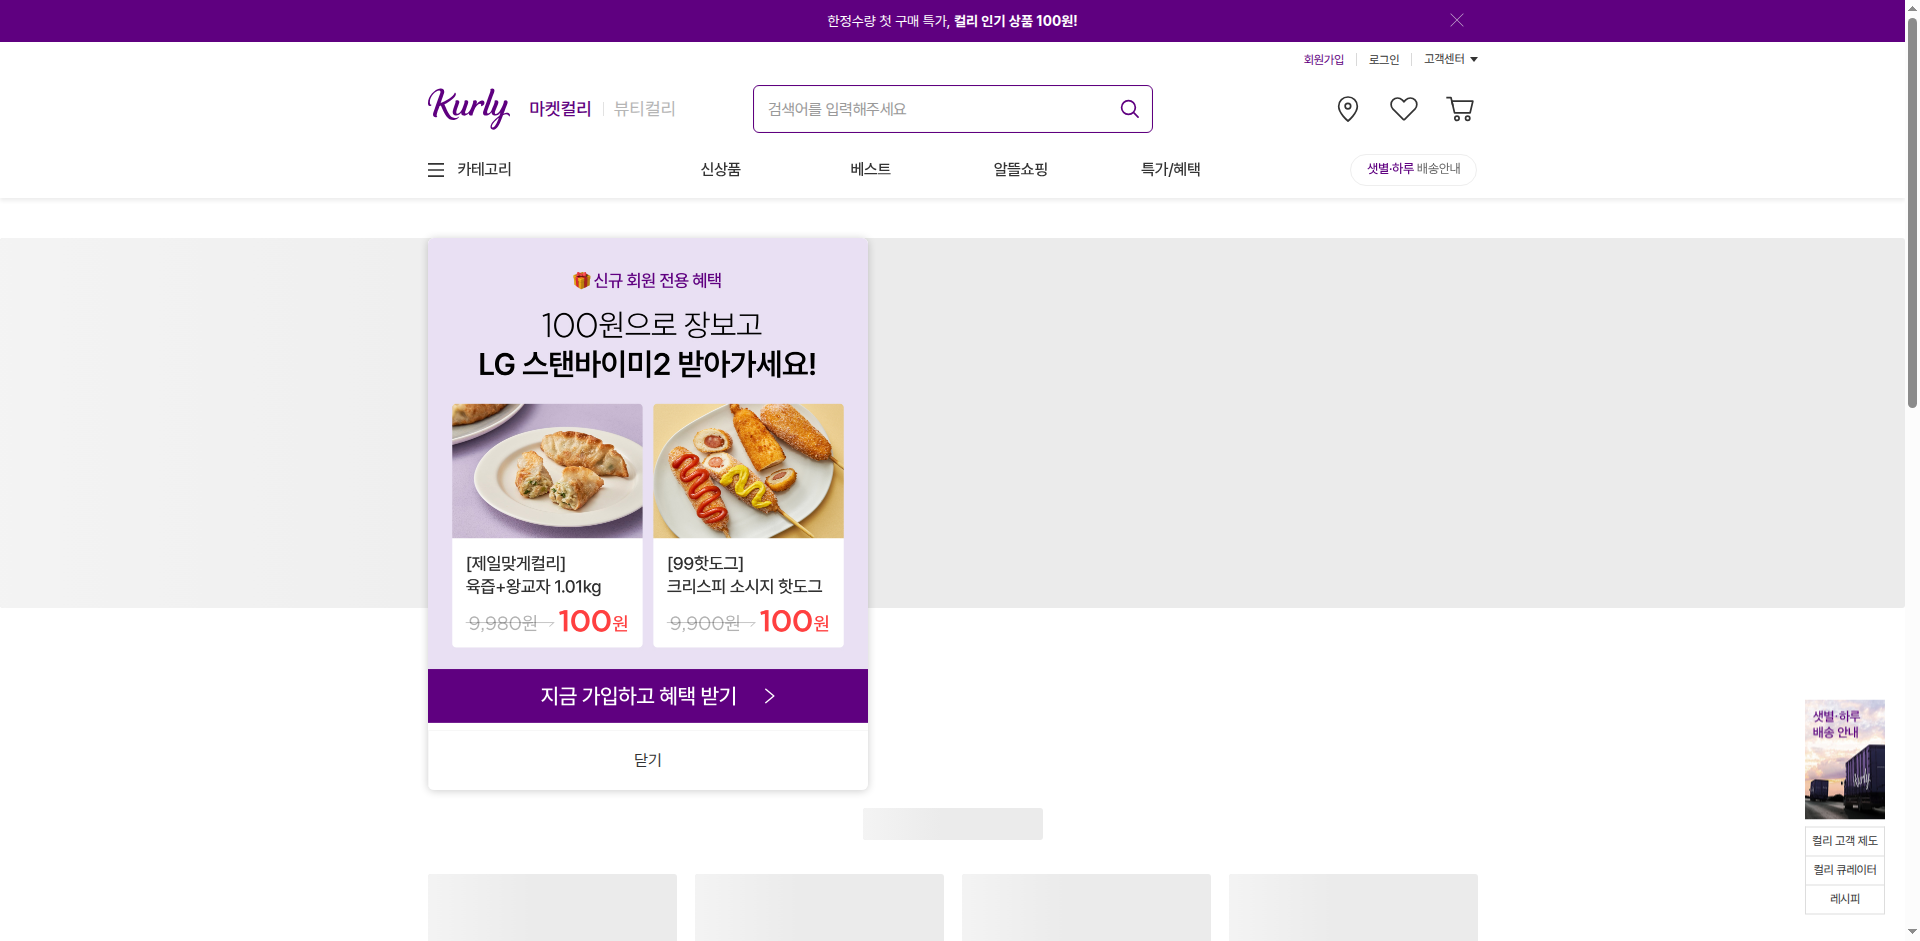 한정수량 첫 구매 특가, 컬리 인기 상품 100원!
회원가입
로그인
고객센터
Kurly
마켓컬리
뷰티컬리
검색어를 입력해주세요
카테고리
신상품
베스트
알뜰쇼핑
특가/혜택
샛별·하루 배송안내
신규 회원 전용 혜택
100원으로 장보고
LG 스탠바이미2 받아가세요!
[제일맞게컬리]
육즙+왕교자 1.01kg
9,980원 → 100원
[99핫도그]
크리스피 소시지 핫도그
9,900원 → 100원
지금 가입하고 혜택 받기
닫기
샛별·하루
배송 안내
Kurly
컬리 고객 제도
컬리 큐레이터
레시피